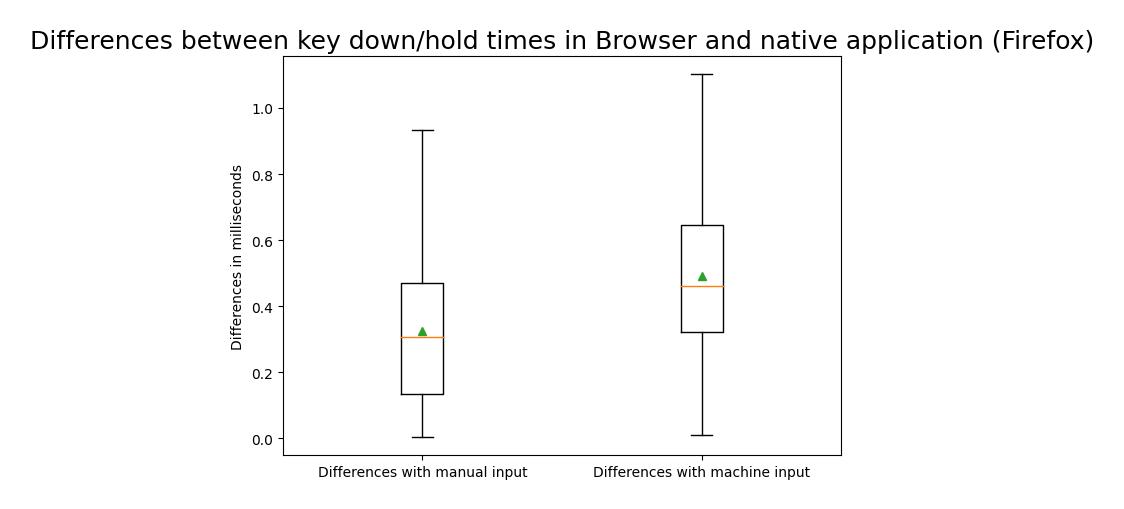 Differences between key down/hold times in Browser and native application (Firefox)
Differences in milliseconds
1.0
0.8
0.6
0.4
0.2
0.0
Differences with manual input
Differences with machine input